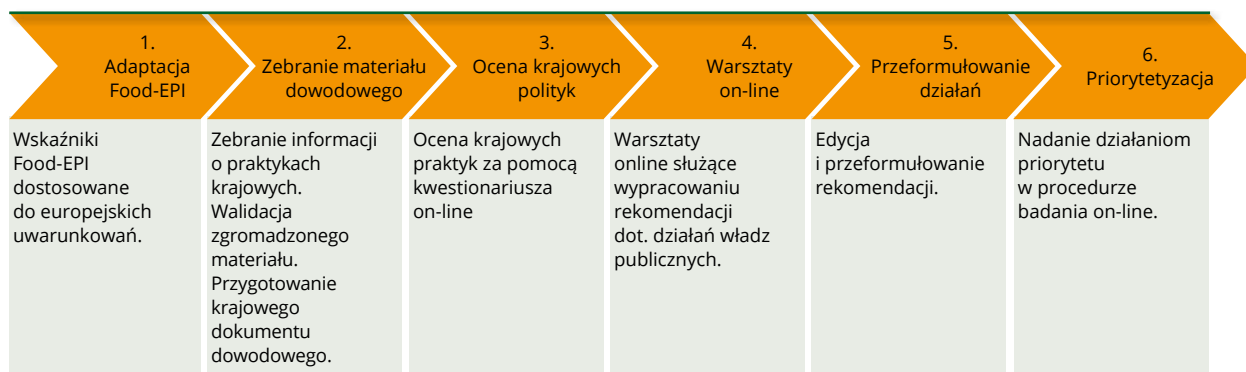 1.
Adaptacja
Food-EPI
2.
Zebranie materiału
dowodowego
3.
Ocena krajowych
polityk
4.
Warsztaty
on-line
5.
Przeformułowanie
działań
6.
Priorytetyzacja
Wskaźniki
Food-EPI
dostosowane
do europejskich
uwarunkowań.
Zebranie informacji
o praktykach
krajowych.
Walidacja
zgromadzonego
materiału.
Przygotowanie
krajowego
dokumentu
dowodowego.
Ocena krajowych
praktyk za pomocą
kwestionariusza
on-line
Warsztaty
online służące
wypracowaniu
rekomendacji
dot. działań władz
publicznych.
Edycja
i przeformułowanie
rekomendacji.
Nadanie działaniom
priorytetu
w procedurze
badania on-line.